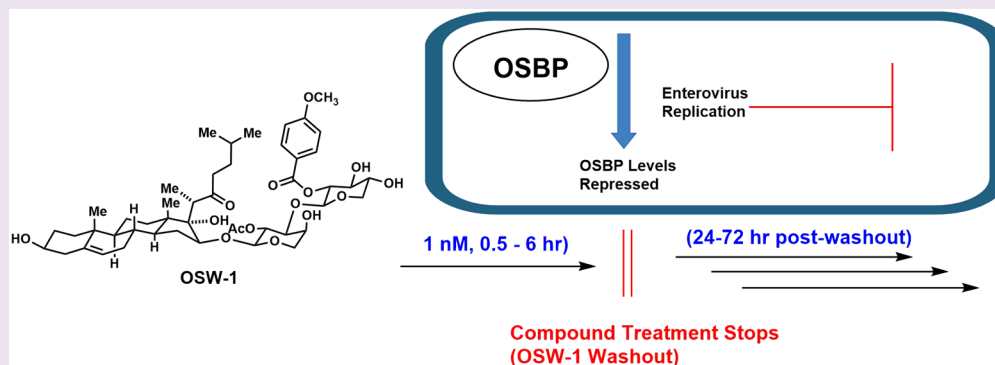 OSBP
Enterovirus
Replication
OSBP Levels
Repressed
OCH3
Me
Me
O
O
OH
OH
O
O
Me
O
Me
OH
O
OH
AcO
O
O
Me
H
H
H
HO
OSW-1
1 nM, 0.5 - 6 hr)
(24-72 hr post-washout)
Compound Treatment Stops
(OSW-1 Washout)